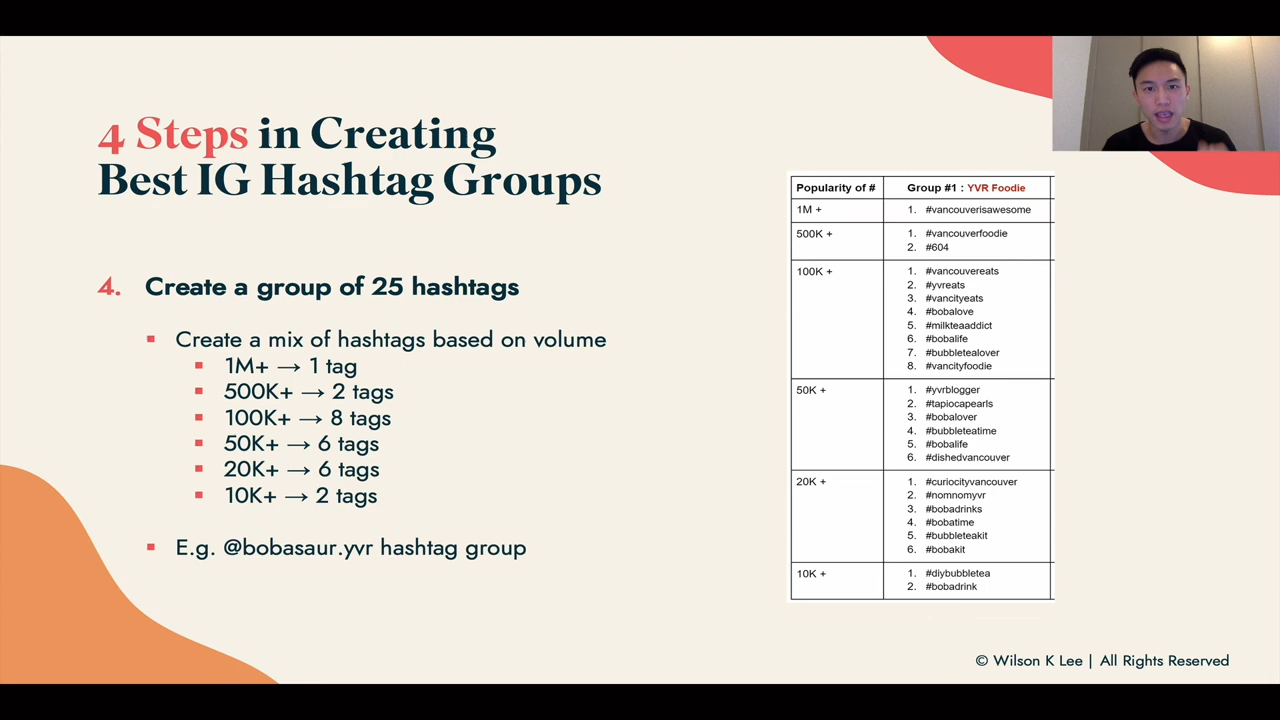 4 Steps in Creating
Best IG Hashtag Groups
4. Create a group of 25 hashtags
▪ Create a mix of hashtags based on volume
▪ 1M+ → 1 tag
▪ 500K+ → 2 tags
▪ 100K+ → 8 tags
▪ 50K+ → 6 tags
▪ 20K+ → 6 tags
▪ 10K+ → 2 tags
▪ E.g. @bobasaur.yvr hashtag group
Popularity of # Group #1 : YVR Foodie
1M + 1. #vancouverisawesome
500K + 1. #vancouverfoodie
2. #604
100K + 1. #vancouvereats
2. #yvreats
3. #vancityeats
4. #bobalove
5. #milkteaaddict
6. #bobalife
7. #bubbletealover
8. #vancityfoodie
50K + 1. #yvrblogger
2. #tapiocapearls
3. #bobalover
4. #bubbleteatime
5. #bobalife
6. #dishedvancouver
20K + 1. #curiocityvancouver
2. #nomnomyvr
3. #bobadrinks
4. #bobatime
5. #bubbleteakit
6. #bobakit
10K + 1. #diybubbletea
2. #bobadrink
© Wilson K Lee | All Rights Reserved